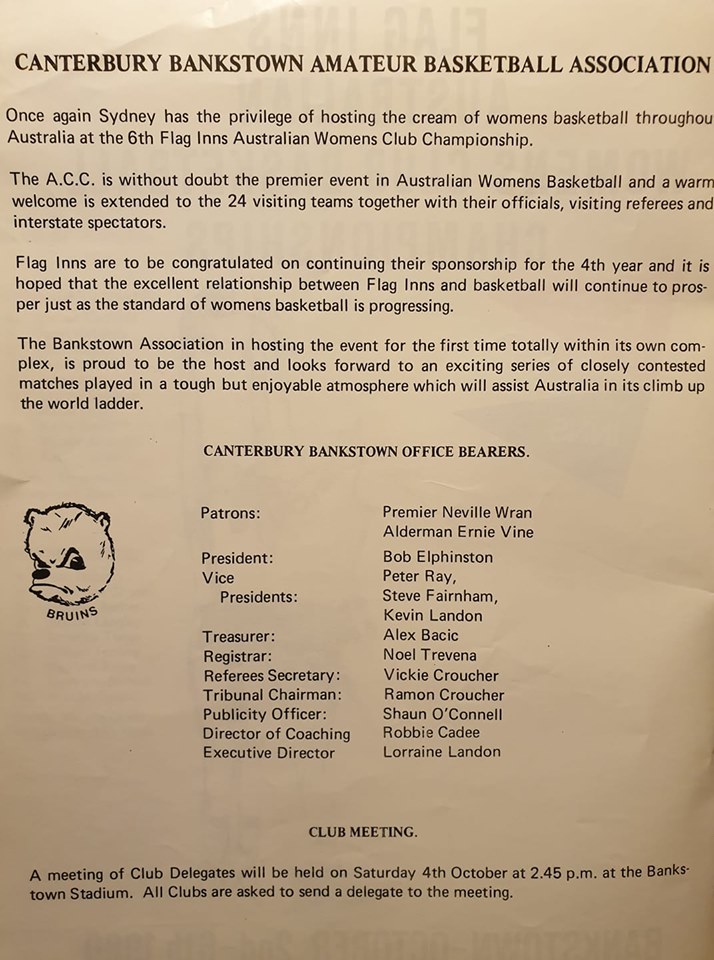 CANTERBURY BANKSTOWN AMATEUR BASKETBALL ASSOCIATION
Once again Sydney has the privilege of hosting the cream of womens basketball throughou
Australia at the 6th Flag Inns Australian Womens Club Championship.
The A.C.C. is without doubt the premier event in Australian Womens Basketball and a warm
welcome is extended to the 24 visiting teams together with their officials, visiting referees and
interstate spectators.
Flag Inns are to be congratulated on continuing their sponsorship for the 4th year and it is
hoped that the excellent relationship between Flag Inns and basketball will continue to pros-
per just as the standard of womens basketball is progressing.
The Bankstown Association in hosting the event for the first time totally within its own com-
plex, is proud to be the host and looks forward to an exciting series of closely contested
matches played in a tough but enjoyable atmosphere which will assist Australia in its climb up
the world ladder.
CANTERBURY BANKSTOWN OFFICE BEARERS.
Patrons: Premier Neville Wran
Alderman Ernie Vine
President: Bob Elphinston
Vice Peter Ray,
Presidents: Steve Fairnham,
Kevin Landon
Treasurer: Alex Bacic
Registrar: Noel Trevena
Referees Secretary: Vickie Croucher
Tribunal Chairman: Ramon Croucher
Publicity Officer: Shaun O'Connell
Director of Coaching Robbie Cadee
Executive Director Lorraine Landon
BRUINS
CLUB MEETING.
A meeting of Club Delegates will be held on Saturday 4th October at 2.45 p.m. at the Banks-
town Stadium. All Clubs are asked to send a delegate to the meeting.